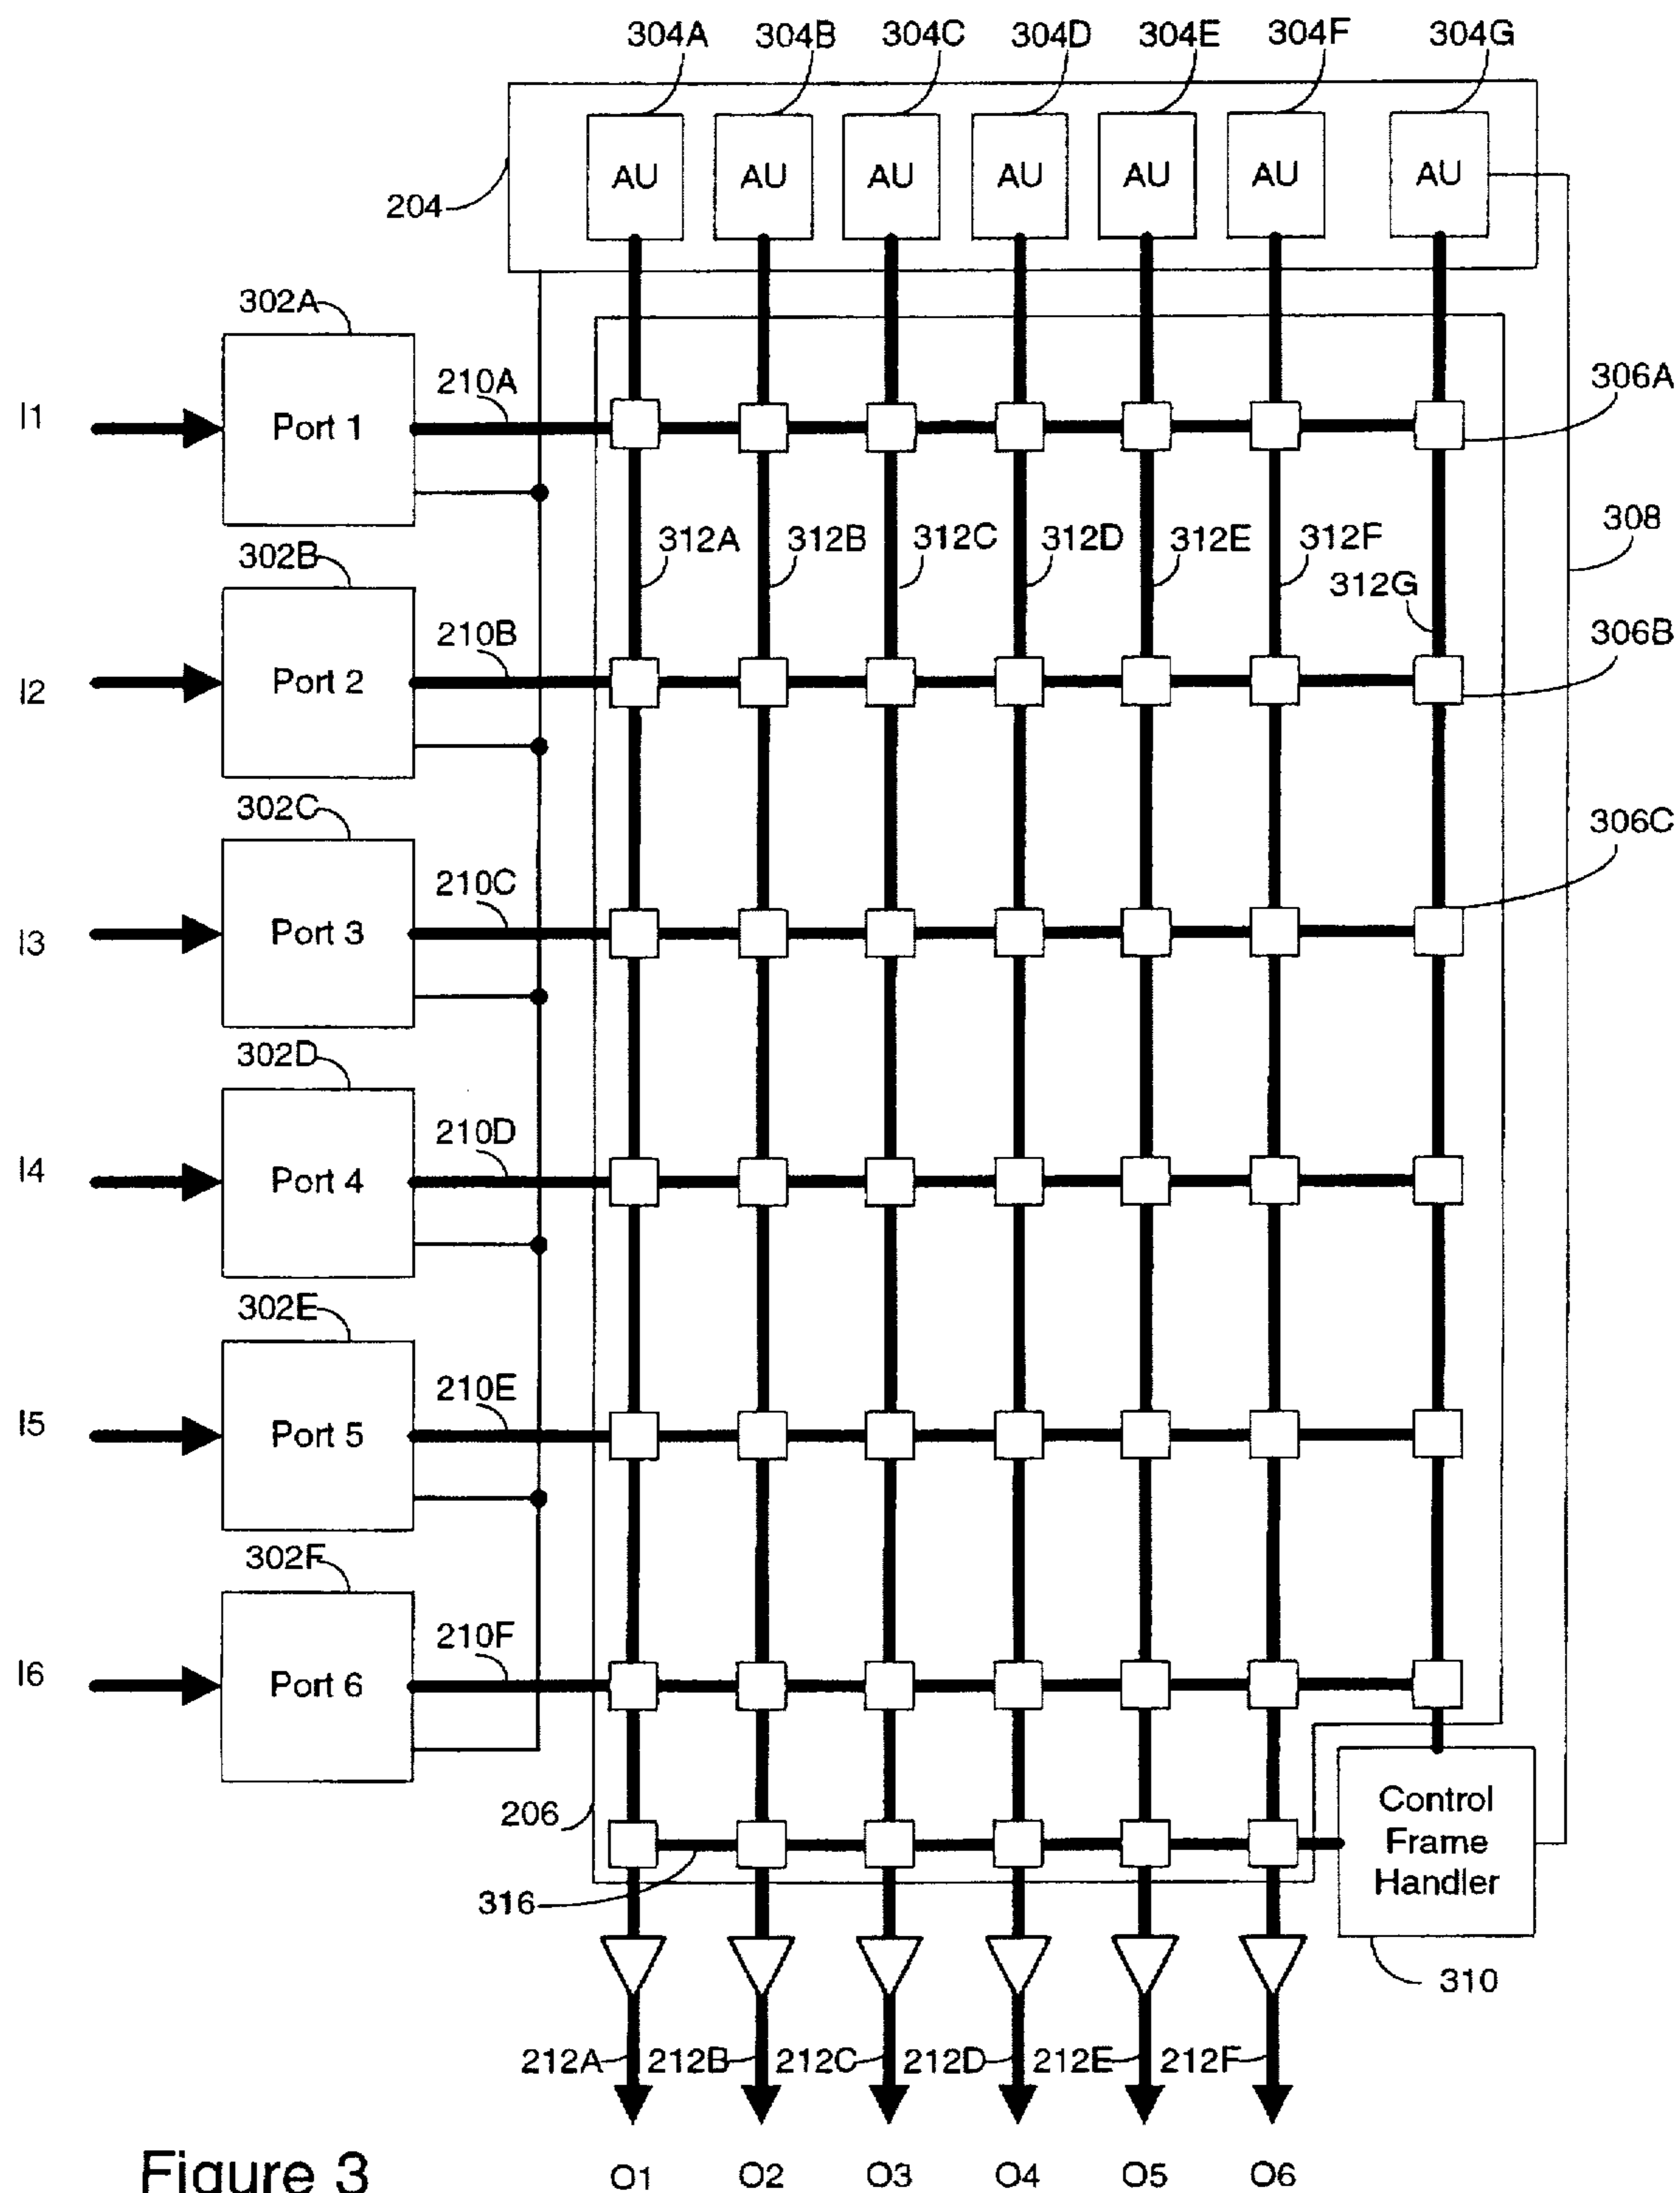 304A 304B 304C 304D 304E 304F 304G
AU AU AU AU AU AU AU
204
302A
210A
306A
I1
Port 1
312A 312B 312C 312D 312E 312F
308
302B
312G
210B
306B
I2
Port 2
302C
306C
210C
I3
Port 3
302D
210D
I4
Port 4
302E
210E
I5
Port 5
302F
210F
I6
Port 6
206
Control
Frame
Handler
316
310
212A 212B 212C 212D 212E 212F
Figure 3
O1 O2 O3 O4 O5 O6